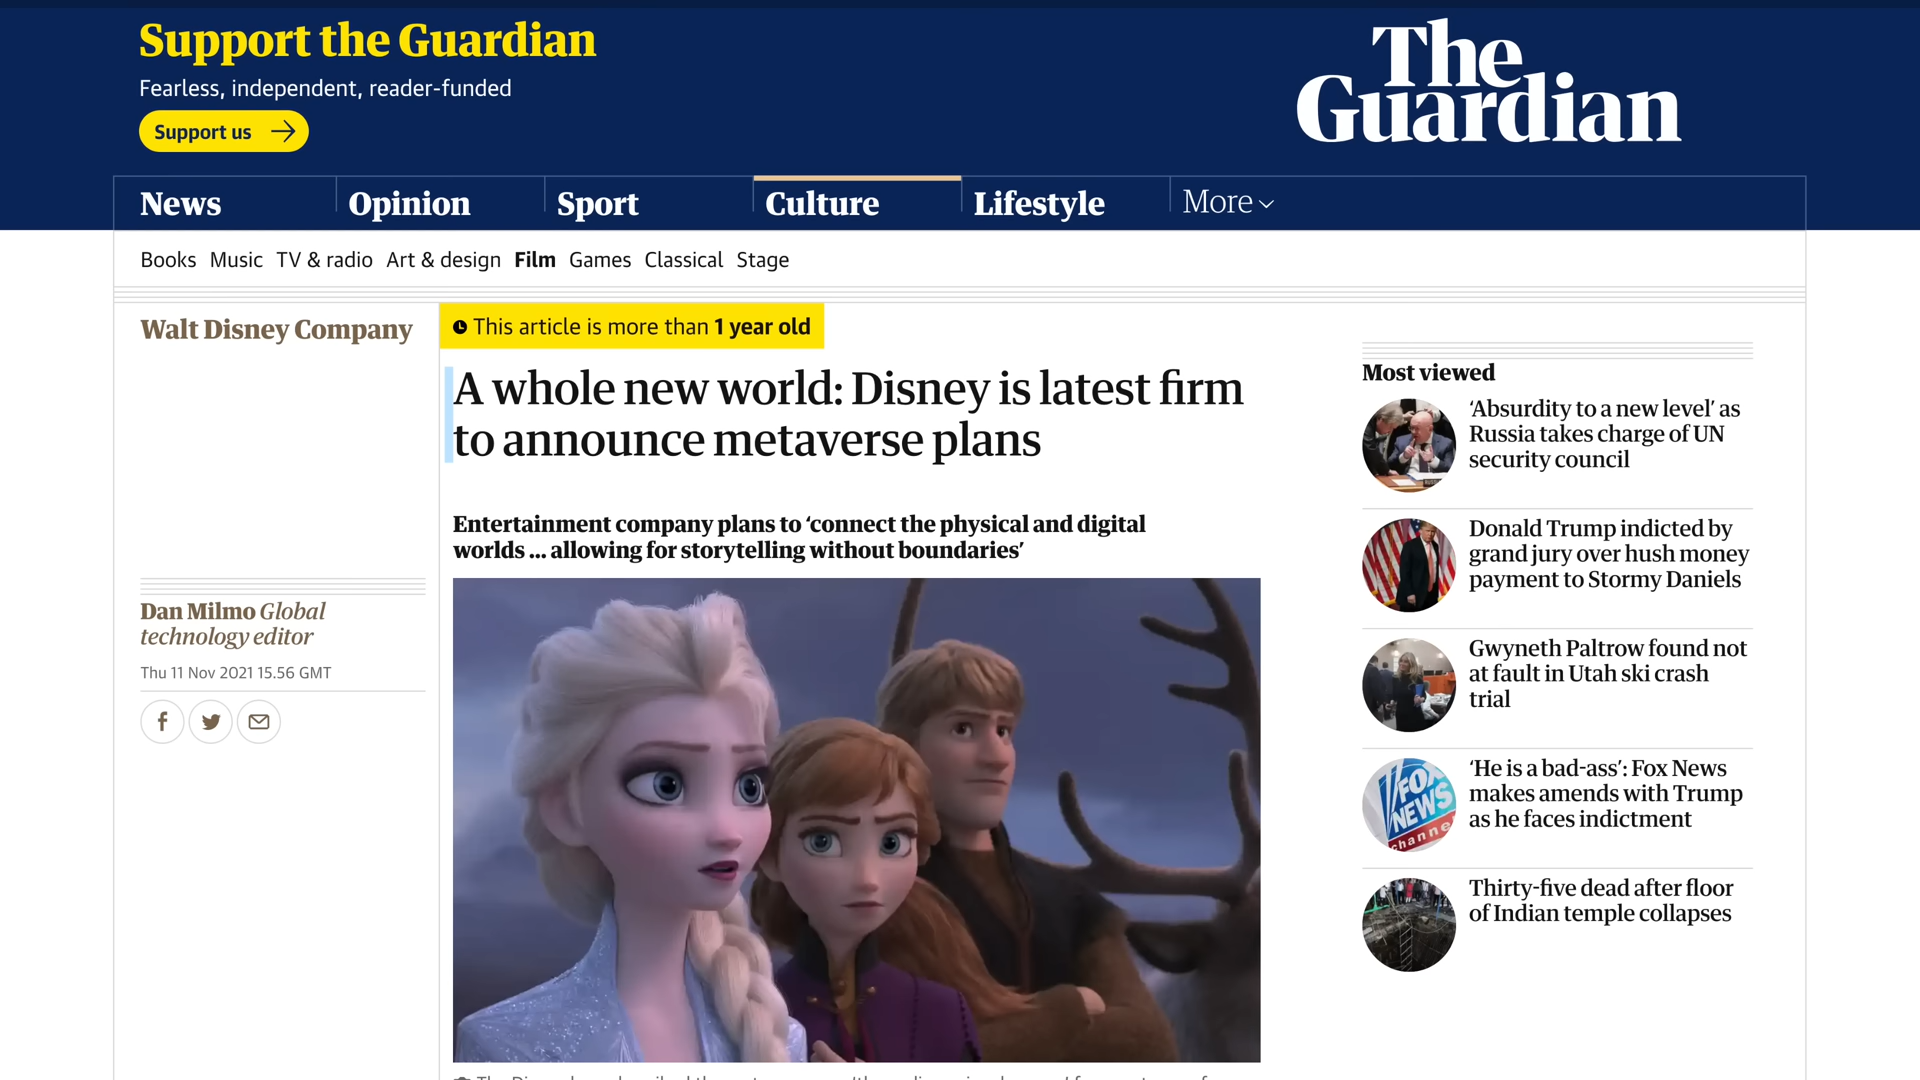 Support the Guardian
Fearless, independent, reader-funded
Support us
The
Guardian
News
Opinion
Sport
Culture
Lifestyle
More
Books Music TV & radio Art & design Film Games Classical Stage
Walt Disney Company
This article is more than 1 year old
A whole new world: Disney is latest firm
to announce metaverse plans
Entertainment company plans to ‘connect the physical and digital
worlds ... allowing for storytelling without boundaries’
Dan Milmo Global
technology editor
Thu 11 Nov 2021 15.56 GMT
Most viewed
‘Absurdity to a new level’ as
Russia takes charge of UN
security council
Donald Trump indicted by
grand jury over hush money
payment to Stormy Daniels
Gwyneth Paltrow found not
at fault in Utah ski crash
trial
FOX
NEWS
channel
‘He is a bad-ass’: Fox News
makes amends with Trump
as he faces indictment
Thirty-five dead after floor
of Indian temple collapses